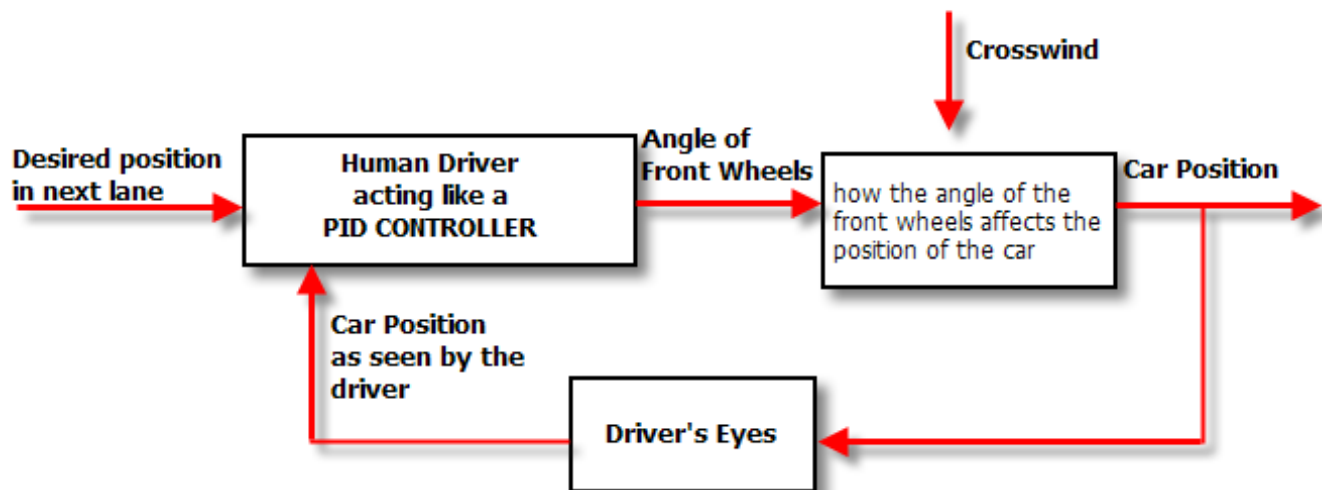 Crosswind
Desired position
in next lane
Human Driver
acting like a
PID CONTROLLER
Angle of
Front Wheels
how the angle of the
front wheels affects the
position of the car
Car Position
Car Position
as seen by the
driver
Driver's Eyes